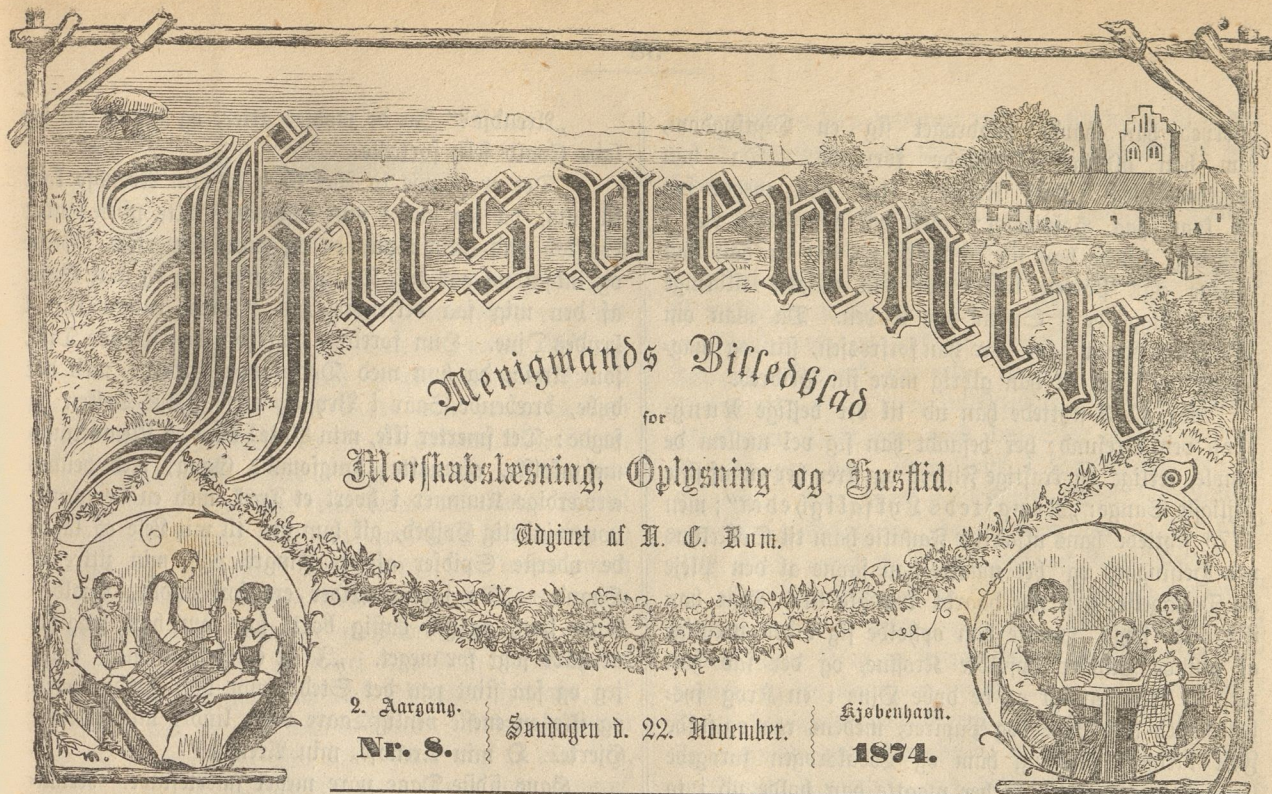 Husvennen
Menigmands Billedblad
for
Morskabslæsning, Oplysning og Husflid.
Udgivet af N. C. Rom.
2. Aargang.
Nr. 8.
Søndagen d. 22. November.
Kjøbenhavn.
1874.